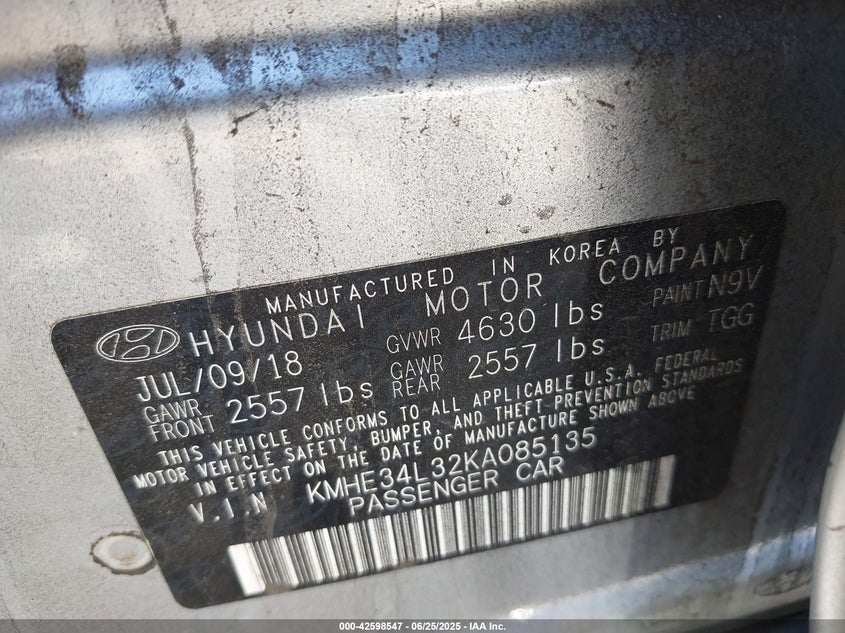 MANUFACTURED IN KOREA BY
HYUNDAI MOTOR COMPANY
JUL/09/18 GVWR 4630 lbs PAINT N9V
GAWR FRONT 2557 lbs GAWR REAR 2557 lbs TRIM TGG
THIS VEHICLE CONFORMS TO ALL APPLICABLE U.S.A. FEDERAL
MOTOR VEHICLE SAFETY, BUMPER, AND THEFT PREVENTION STANDARDS
IN EFFECT ON THE DATE OF MANUFACTURE SHOWN ABOVE
V.I.N KMHE34L32KA085135
PASSENGER CAR
000-42598547 - 06/25/2025 - IAA Inc.